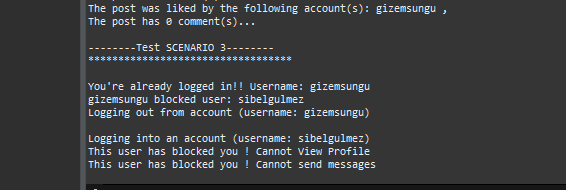 The post was liked by the following account(s): gizemsungu ,
The post has 0 comment(s)...
--------Test SCENARIO 3--------
********************************
You're already logged in!! Username: gizemsungu
gizemsungu blocked user: sibelgulmez
Logging out from account (username: gizemsungu)
Logging into an account (username: sibelgulmez)
This user has blocked you ! Cannot View Profile
This user has blocked you ! Cannot send messages